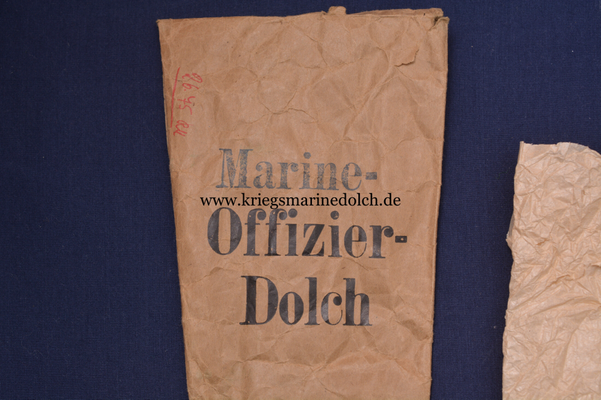 Marine-
www.kriegsmarinedolch.de
Offizier-
Dolch